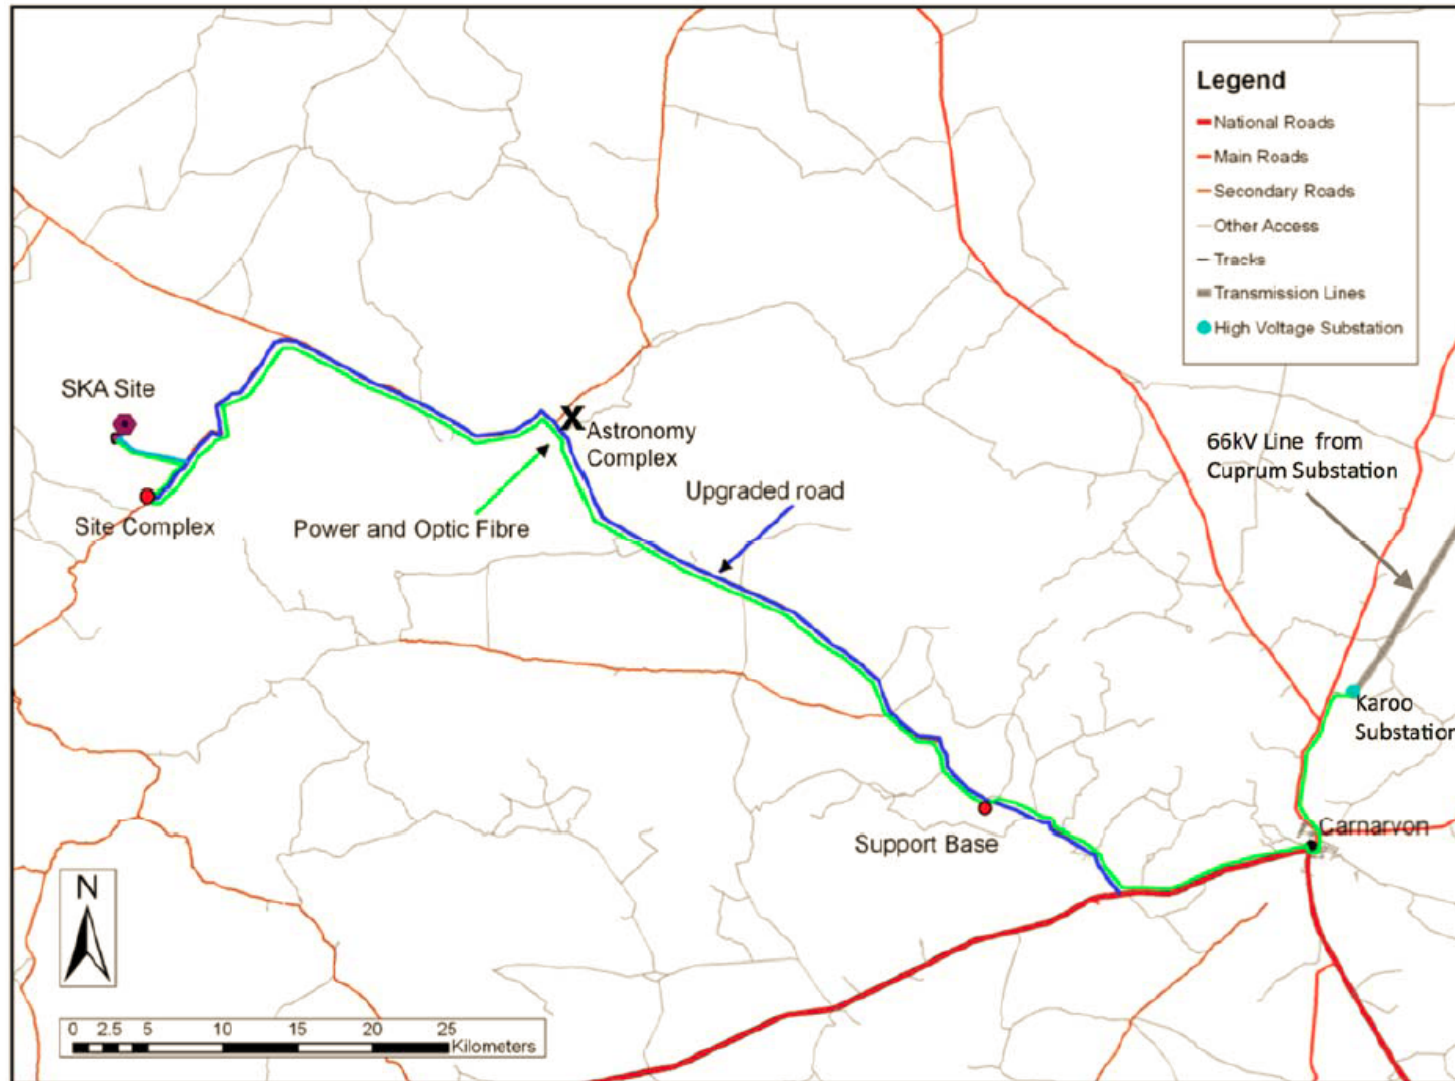 Legend
National Roads
Main Roads
Secondary Roads
Other Access
Tracks
Transmission Lines
High Voltage Substation
SKA Site
Astronomy
Complex
66kV Line from
Cuprum Substation
Upgraded road
Site Complex
Power and Optic Fibre
Karoo
Substation
Carnarvon
Support Base
N
0 2.5 5 10 15 20 25
Kilometers